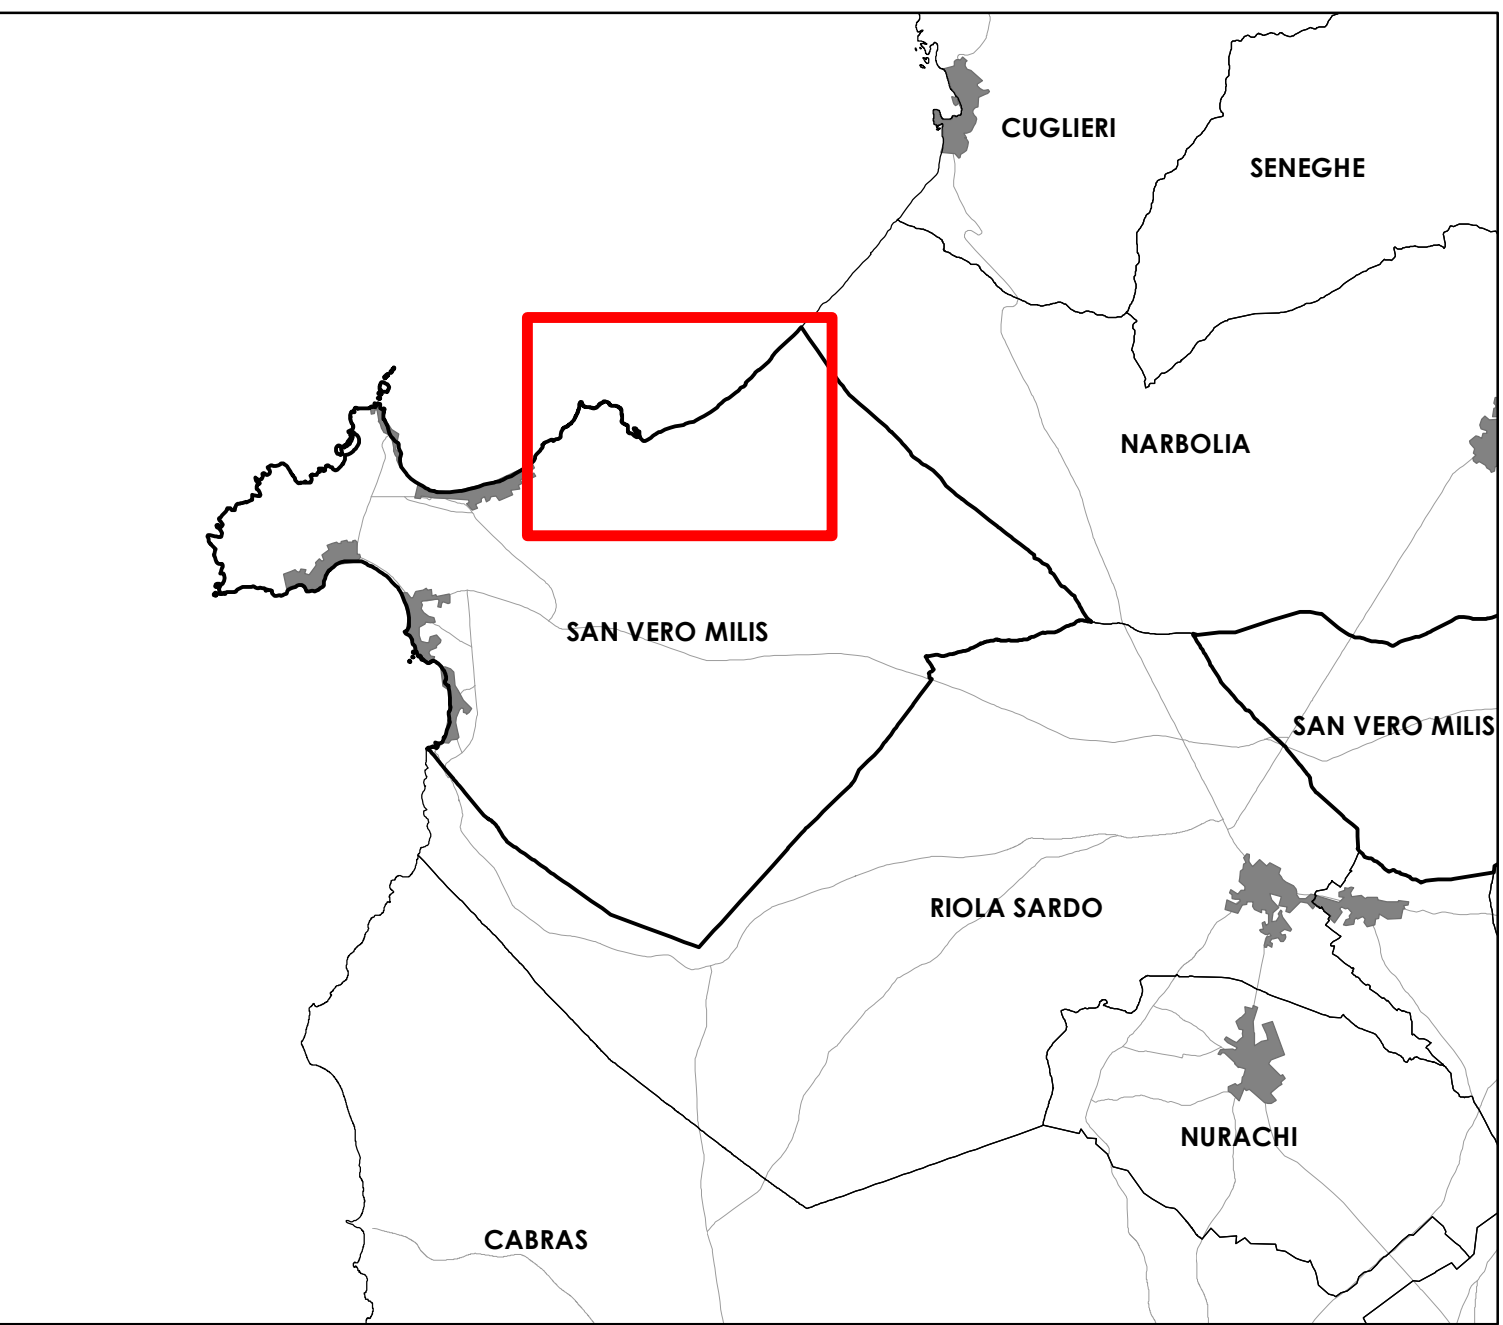 CUGLIERI
SENEGHE
NARBOLIA
SAN VERO MILIS
SAN VERO MILIS
RIOLA SARDO
NURACHI
CABRAS